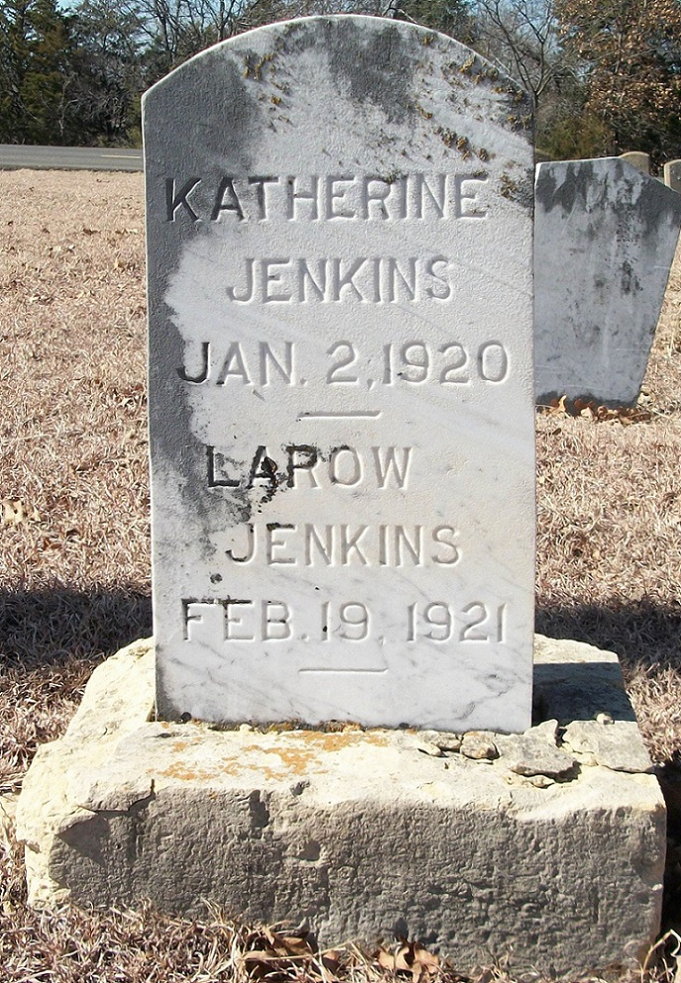 KATHERINE
JENKINS
JAN. 2, 1920
LAROW
JENKINS
FEB. 19, 1921